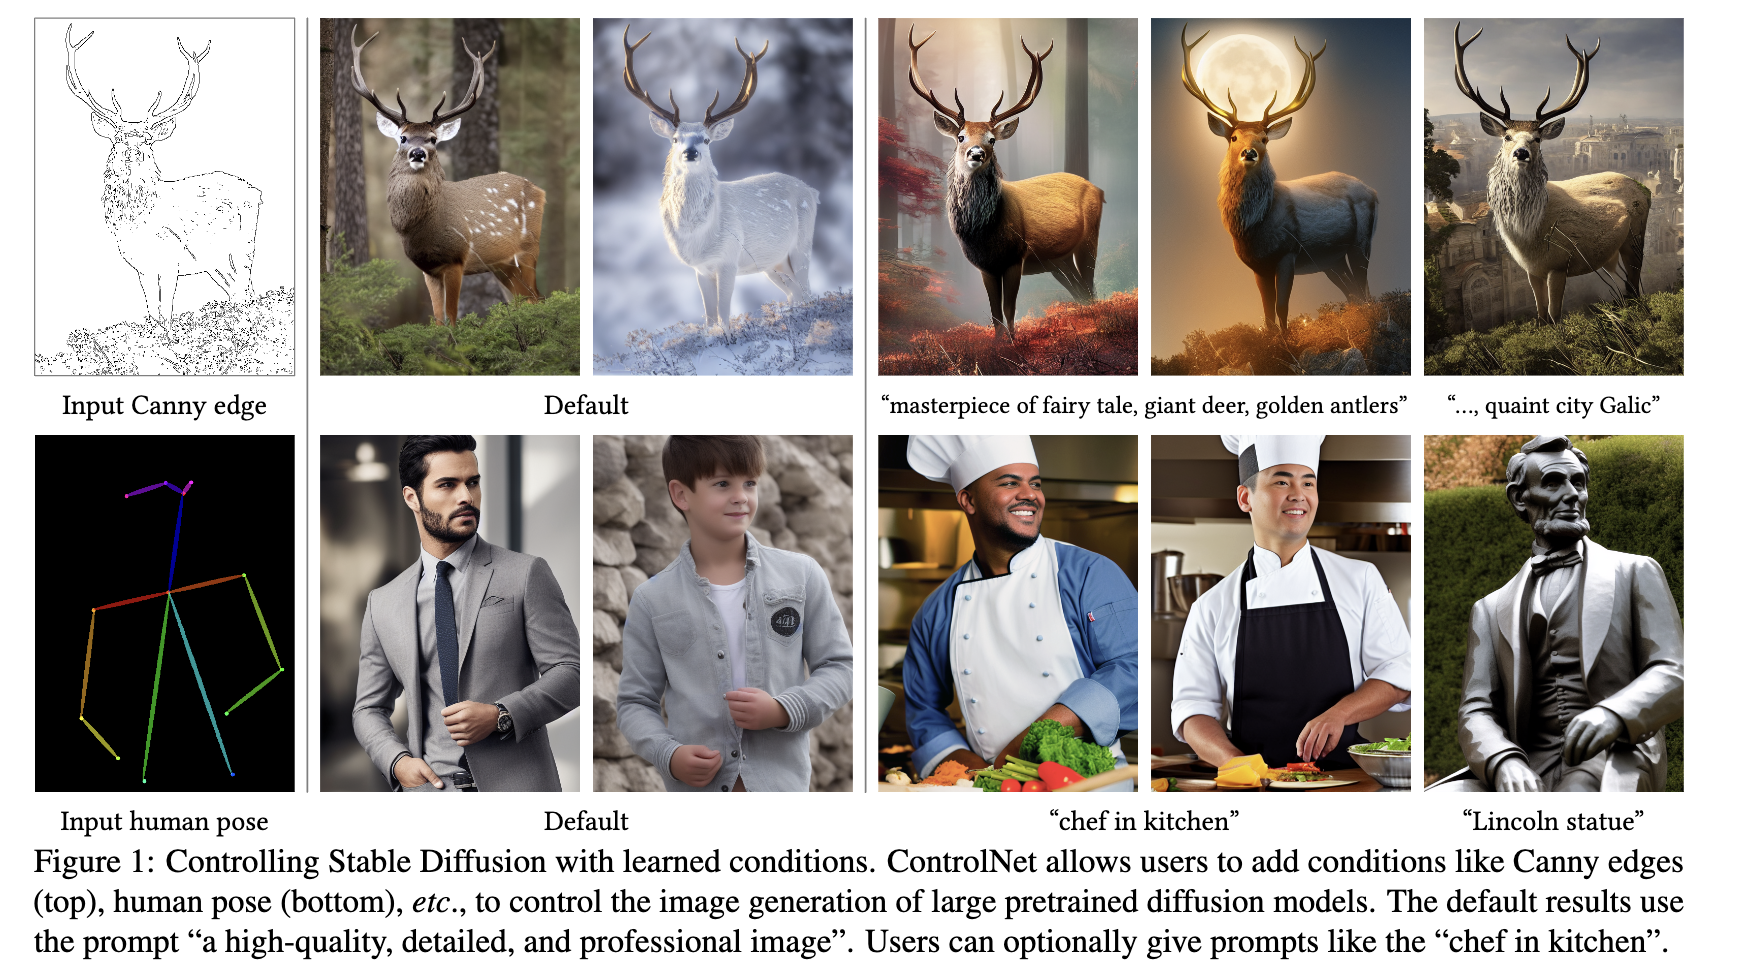 Input Canny edge
Default
“masterpiece of fairy tale, giant deer, golden antlers”
“..., quaint city Galic”
Input human pose
Default
“chef in kitchen”
“Lincoln statue”
Figure 1: Controlling Stable Diffusion with learned conditions. ControlNet allows users to add conditions like Canny edges
(top), human pose (bottom), etc., to control the image generation of large pretrained diffusion models. The default results use
the prompt “a high-quality, detailed, and professional image”. Users can optionally give prompts like the “chef in kitchen”.